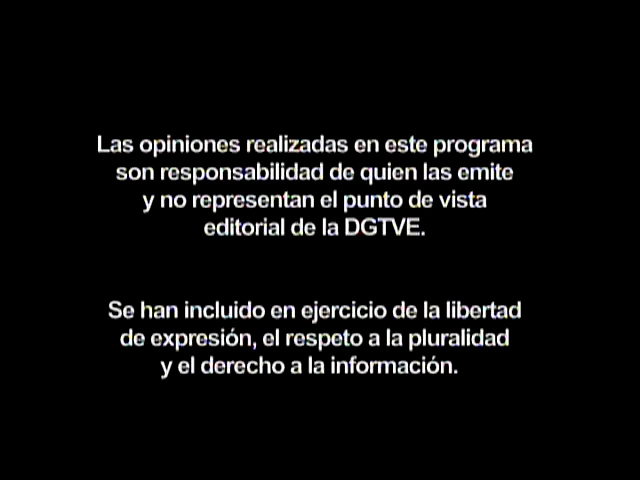 Las opiniones realizadas en este programa
son responsabilidad de quien las emite
y no representan el punto de vista
editorial de la DGTVE.
Se han incluido en ejercicio de la libertad
de expresión, el respeto a la pluralidad
y el derecho a la información.